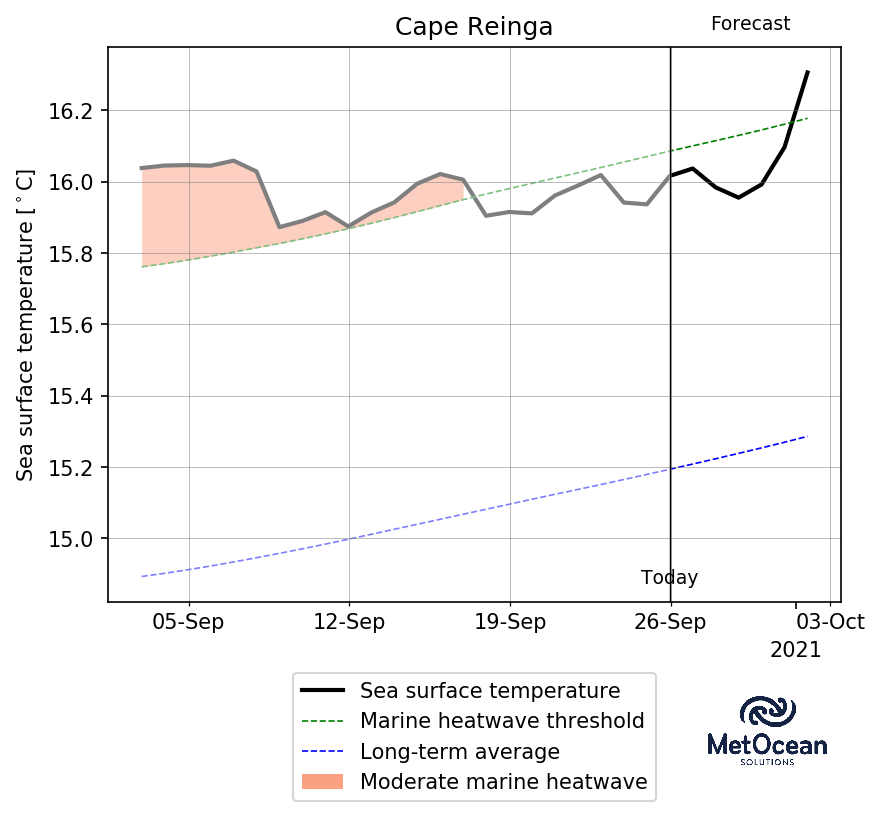 Cape Reinga
Forecast
Sea surface temperature [°C]
16.2
16.0
15.8
15.6
15.4
15.2
15.0
Today
05-Sep 12-Sep 19-Sep 26-Sep 03-Oct
2021
Sea surface temperature
Marine heatwave threshold
Long-term average
Moderate marine heatwave
MetOcean
SOLUTIONS